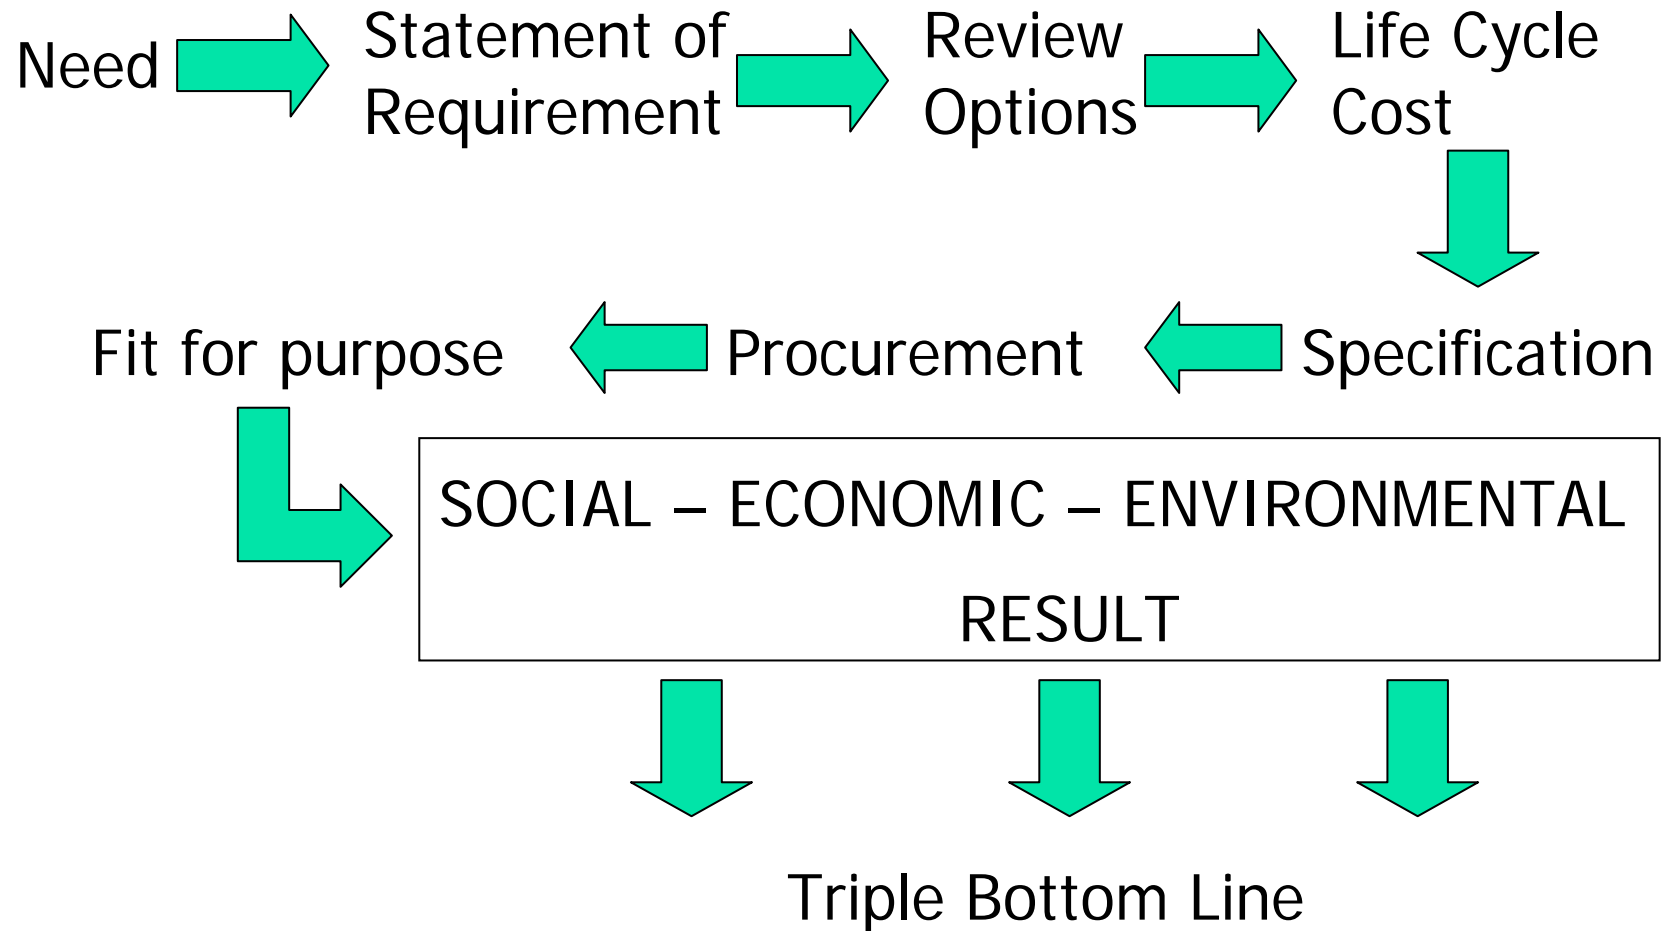 Need
Statement of
Requirement
Review
Options
Life Cycle
Cost
Fit for purpose
Procurement
Specification
SOCIAL – ECONOMIC – ENVIRONMENTAL
RESULT
Triple Bottom Line